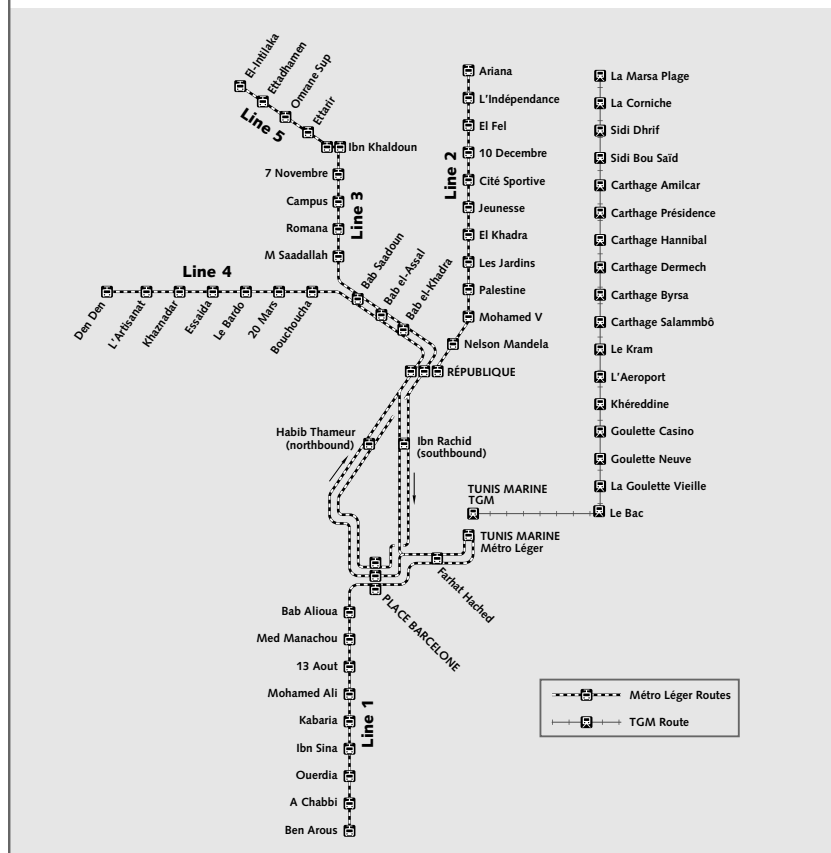 El-Intilaka
Ettadhamen
Omrane Sup
Ettarir
Line 5
Ibn Khaldoun
7 Novembre
Campus
Romana
M Saadallah
Line 3
Line 4
Den Den
L'Artisanat
Khaznadar
Essaida
Le Bardo
20 Mars
Bouchoucha
Bab Saadoun
Bab el-Assal
Bab el-Khadra
Line 2
Ariana
L'Indépendance
El Fel
10 Decembre
Cité Sportive
Jeunesse
El Khadra
Les Jardins
Palestine
Mohamed V
Nelson Mandela
RÉPUBLIQUE
La Marsa Plage
La Corniche
Sidi Dhrif
Sidi Bou Saïd
Carthage Amilcar
Carthage Présidence
Carthage Hannibal
Carthage Dermech
Carthage Byrsa
Carthage Salammbô
Le Kram
L'Aeroport
Khéreddine
Goulette Casino
Goulette Neuve
La Goulette Vieille
Le Bac
Habib Thameur
(northbound)
Ibn Rachid
(southbound)
TUNIS MARINE
TGM
TUNIS MARINE
Métro Léger
Farhat Hached
PLACE BARCELONE
Bab Alioua
Med Manachou
13 Aout
Mohamed Ali
Kabaria
Ibn Sina
Ouerdia
A Chabbi
Ben Arous
Line 1
Métro Léger Routes
TGM Route